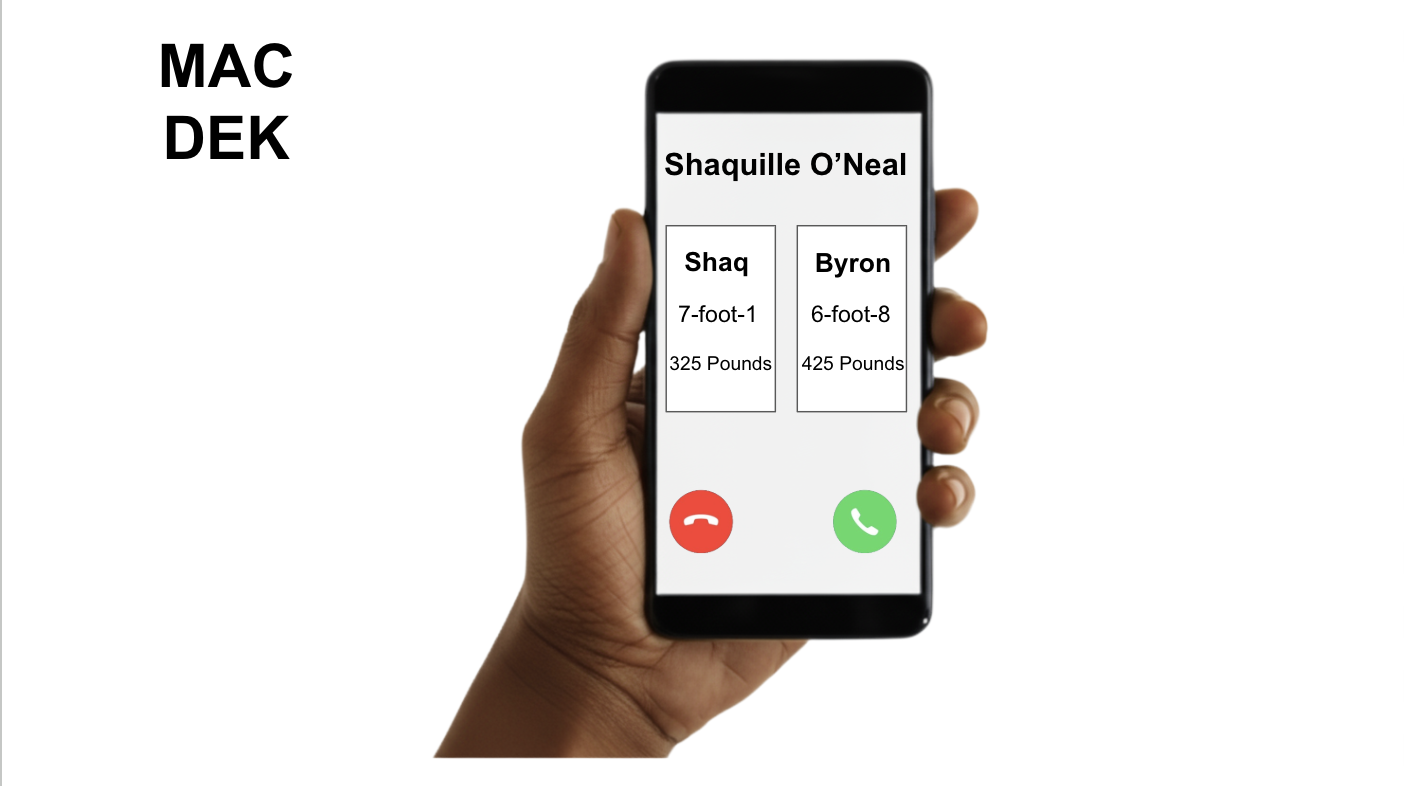 MAC
DEK
Shaquille O’Neal
Shaq
7-foot-1
325 Pounds
Byron
6-foot-8
425 Pounds